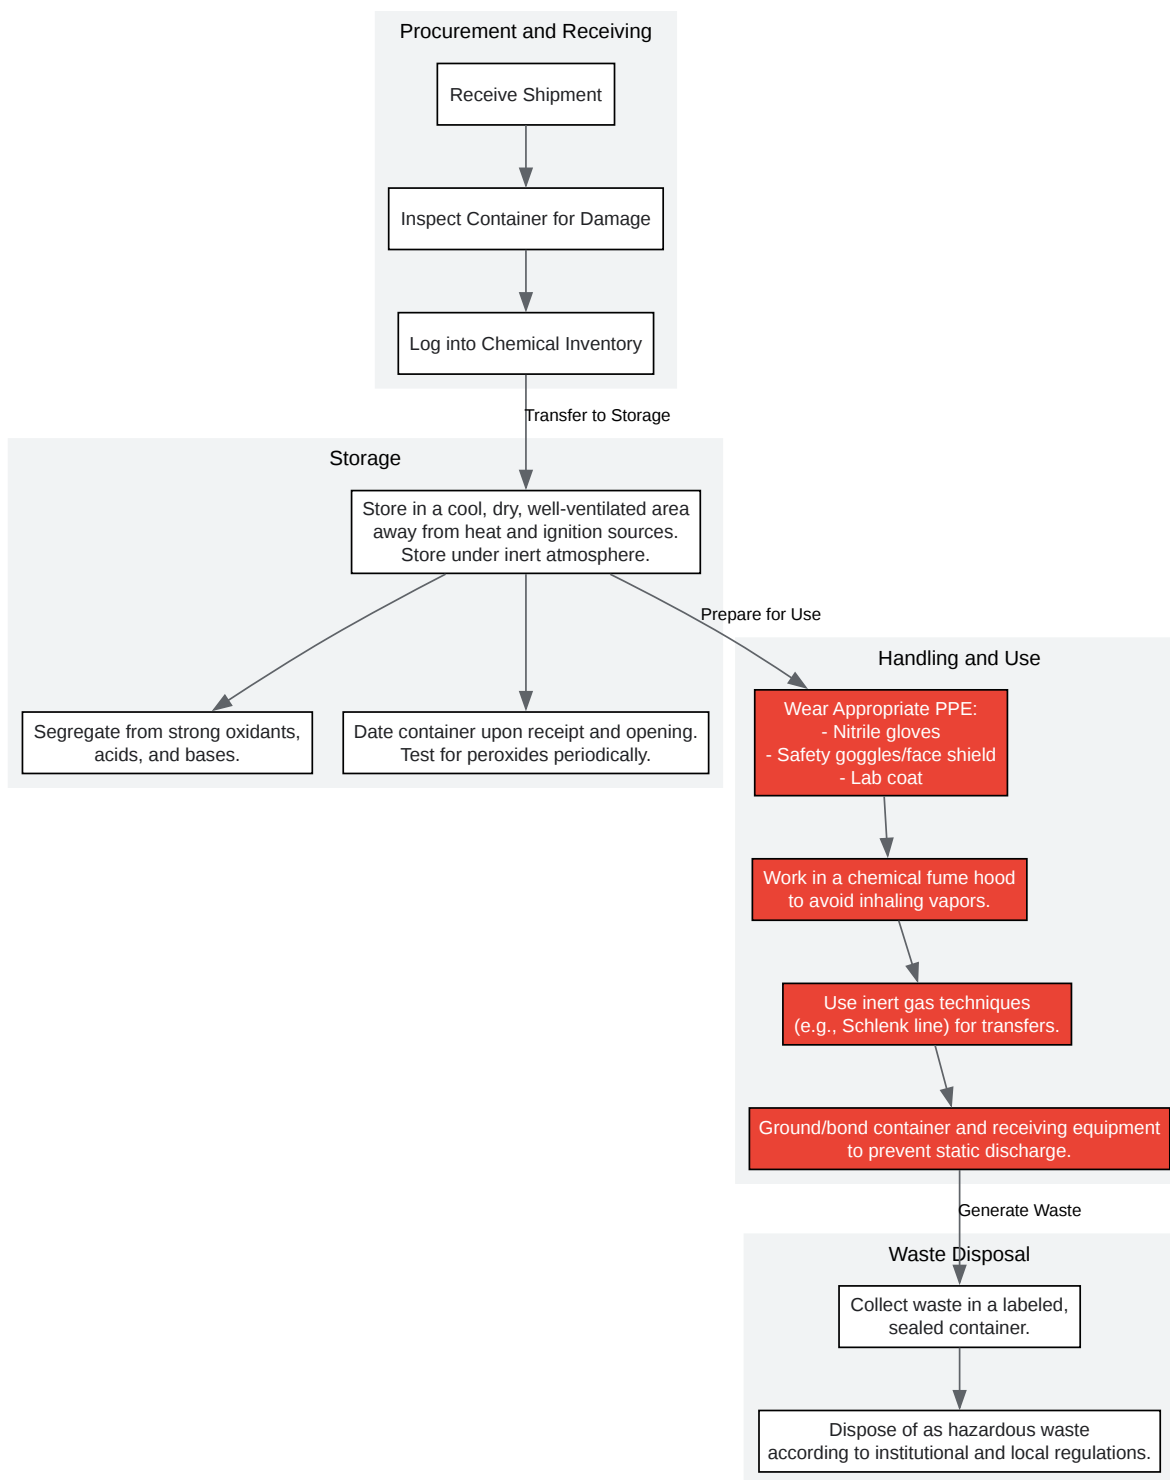 Procurement and Receiving
Receive Shipment
Inspect Container for Damage
Log into Chemical Inventory
Transfer to Storage
Storage
Store in a cool, dry, well-ventilated area
away from heat and ignition sources.
Store under inert atmosphere.
Prepare for Use
Segregate from strong oxidants,
acids, and bases.
Date container upon receipt and opening.
Test for peroxides periodically.
Handling and Use
Wear Appropriate PPE:
- Nitrile gloves
- Safety goggles/face shield
- Lab coat
Work in a chemical fume hood
to avoid inhaling vapors.
Use inert gas techniques
(e.g., Schlenk line) for transfers.
Ground/bond container and receiving equipment
to prevent static discharge.
Generate Waste
Waste Disposal
Collect waste in a labeled,
sealed container.
Dispose of as hazardous waste
according to institutional and local regulations.